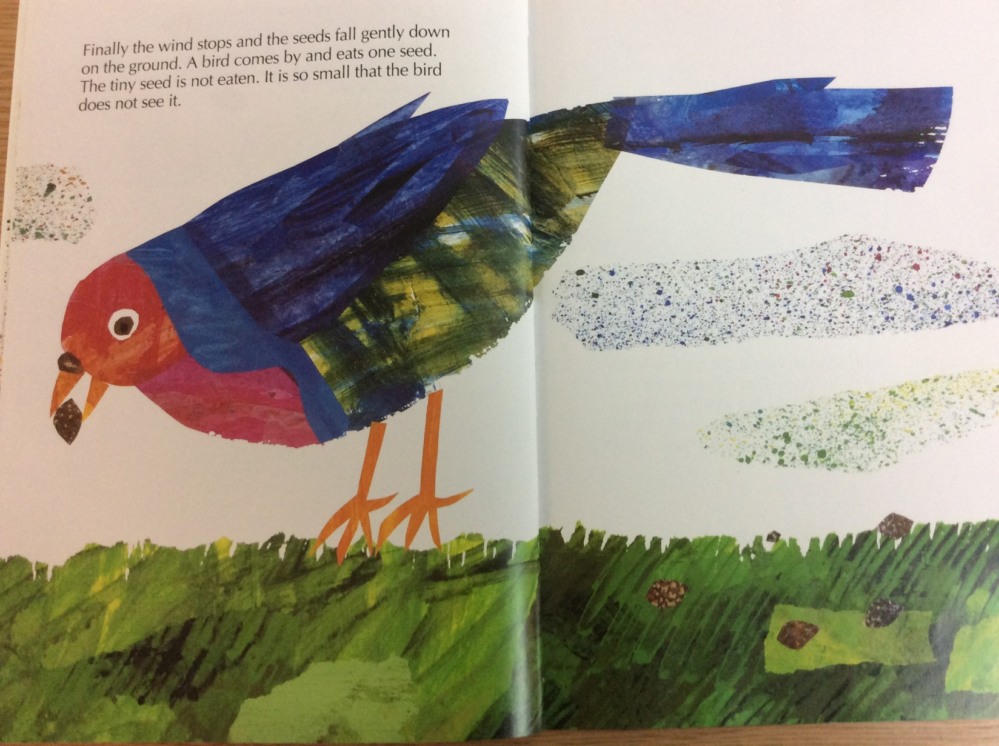 Finally the wind stops and the seeds fall gently down
on the ground. A bird comes by and eats one seed.
The tiny seed is not eaten. It is so small that the bird
does not see it.